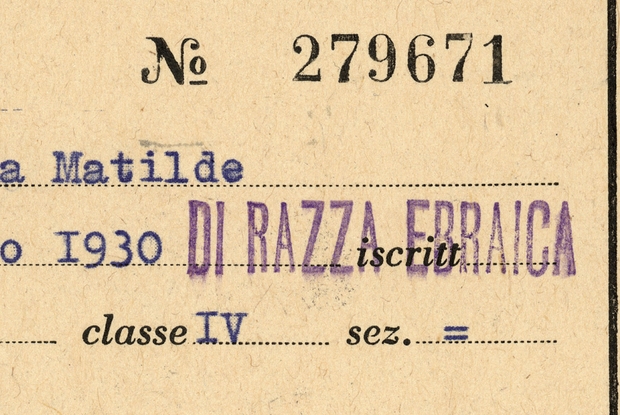 No 279671
a Matilde
o 1930 DI RAZZA EBRAICA iscritt
classe IV sez. =